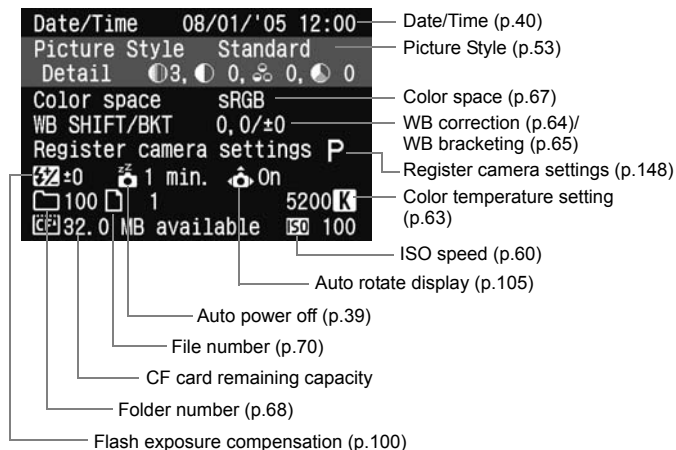 Date/Time 08/01/'05 12:00
Date/Time (p.40)
Picture Style Standard
Picture Style (p.53)
Detail 3, 0, 0, 0
Color space sRGB
Color space (p.67)
WB SHIFT/BKT 0,0/±0
WB correction (p.64)/
WB bracketing (p.65)
Register camera settings P
Register camera settings (p.148)
±0 zz 1 min. On
Color temperature setting
(p.63)
100 1 5200 K
CF 32.0 MB available ISO 100
ISO speed (p.60)
Auto rotate display (p.105)
Auto power off (p.39)
File number (p.70)
CF card remaining capacity
Folder number (p.68)
Flash exposure compensation (p.100)